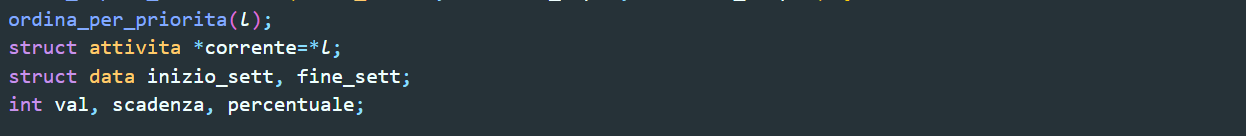 ordina_per_priorita(l);
struct attivita *corrente=*l;
struct data inizio_sett, fine_sett;
int val, scadenza, percentuale;